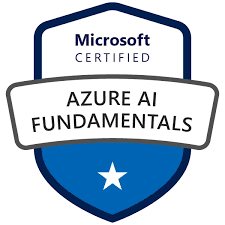 Microsoft
CERTIFIED
AZURE AI
FUNDAMENTALS